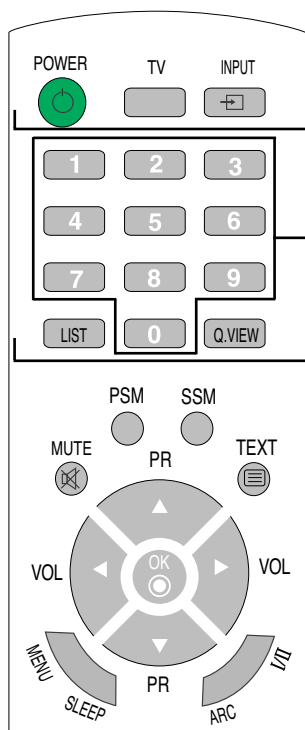 POWER TV INPUT
1 2 3
4 5 6
7 8 9
LIST 0 Q.VIEW
PSM SSM
MUTE PR TEXT
VOL OK VOL
MENU PR I/II
SLEEP ARC